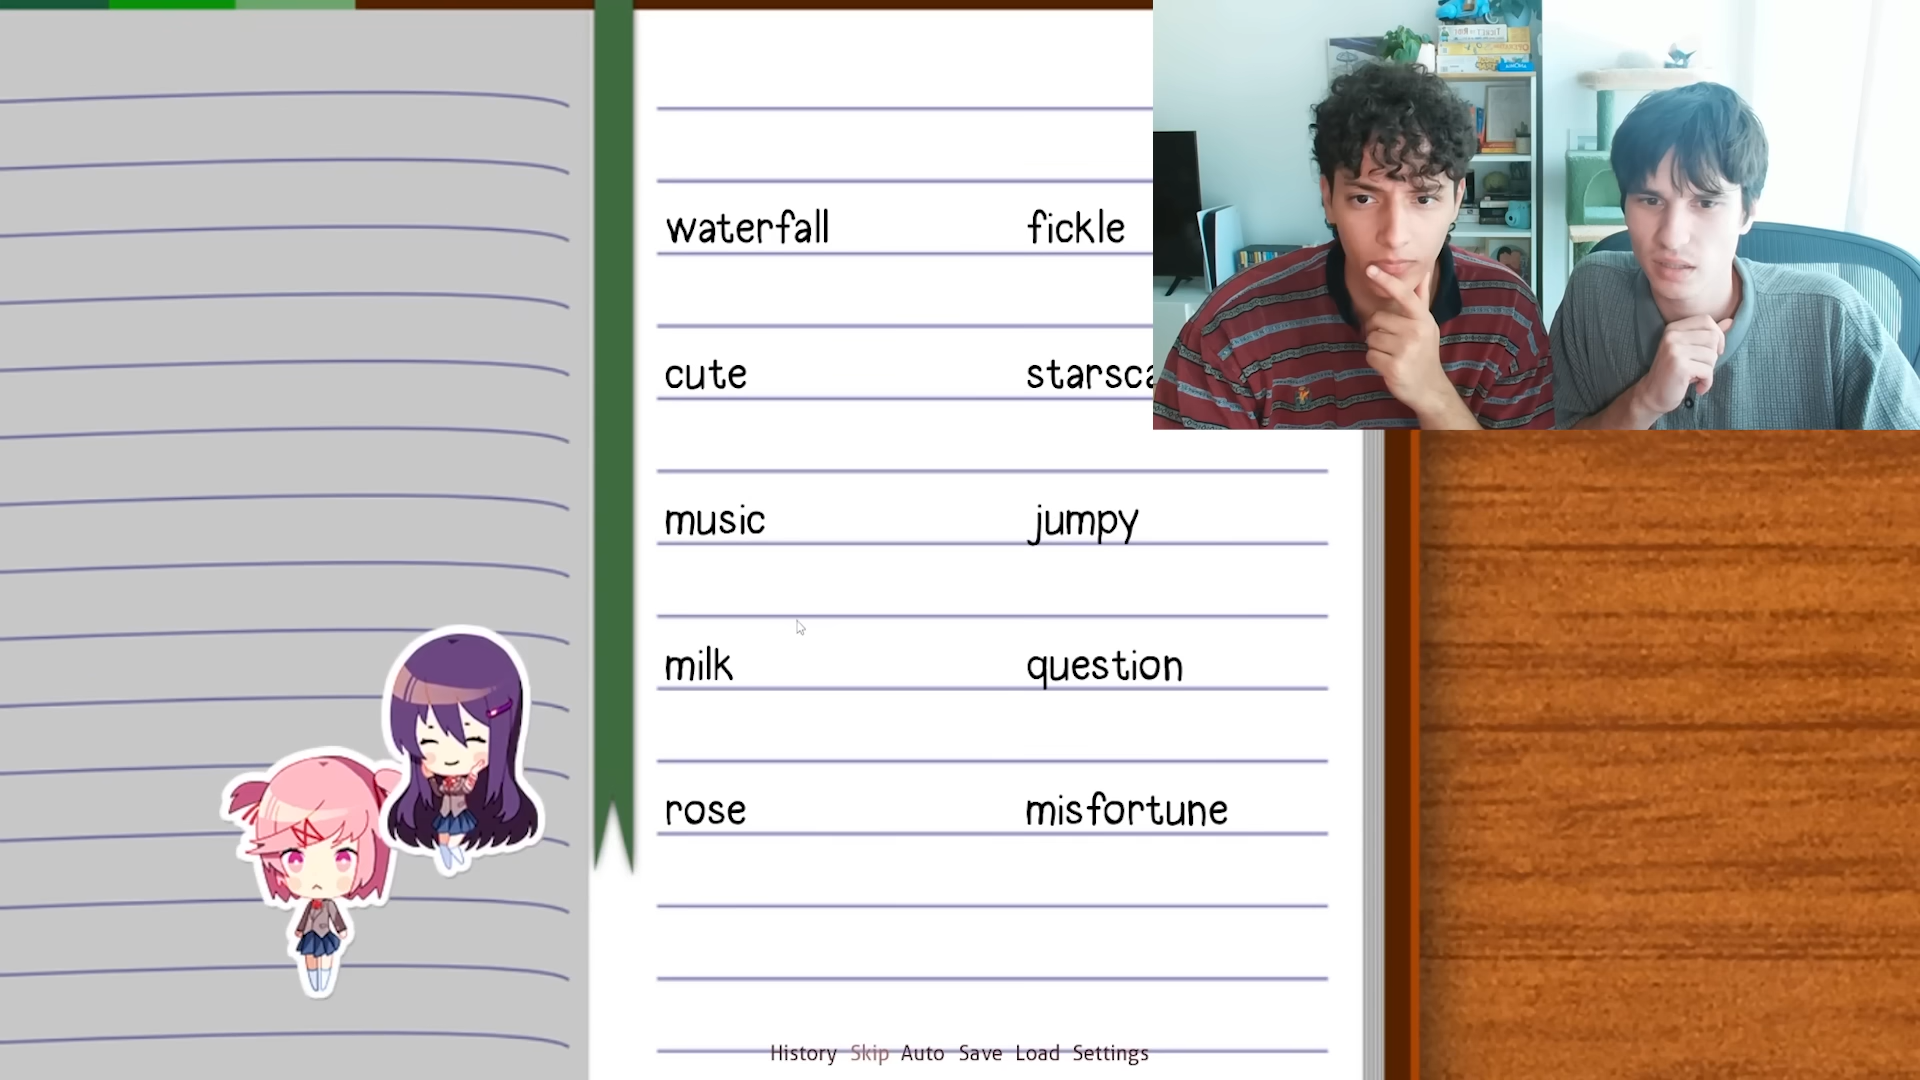 waterfall fickle
cute
music jumpy
milk question
rose misfortune
History Skip Auto Save Load Settings